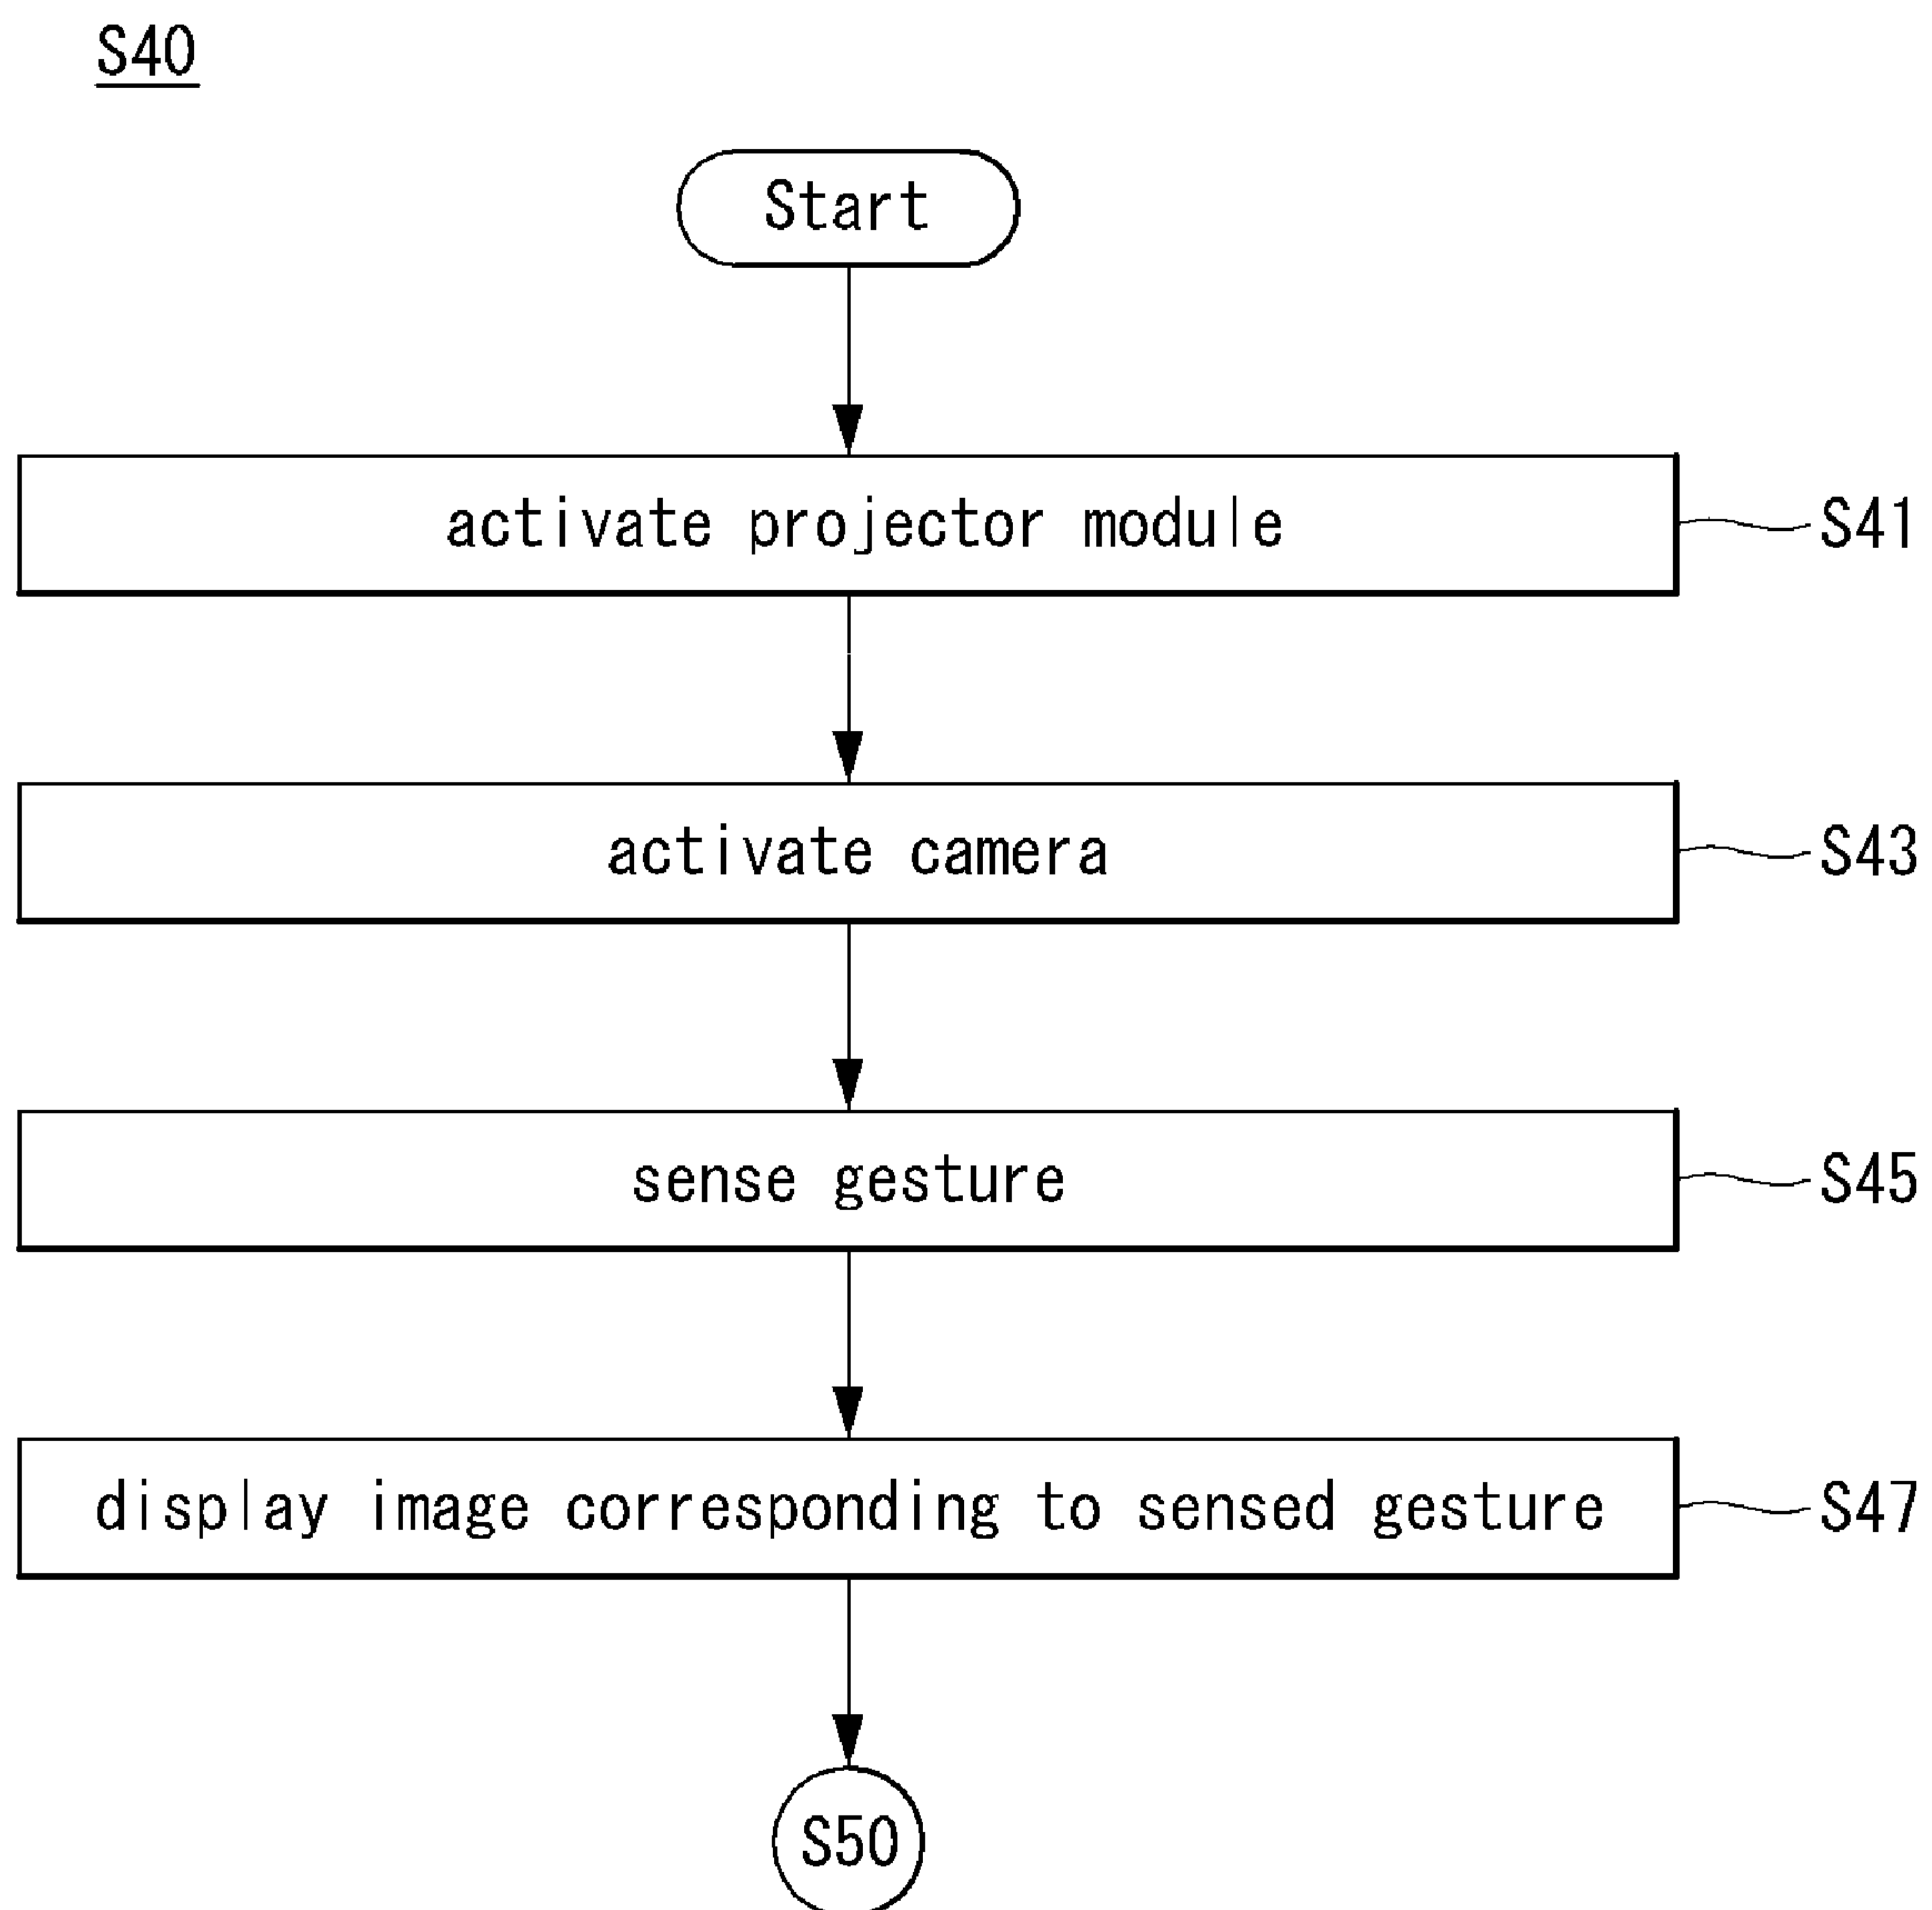 S40
Start
activate projector module
S41
activate camera
S43
sense gesture
S45
display image corresponding to sensed gesture
S47
S50